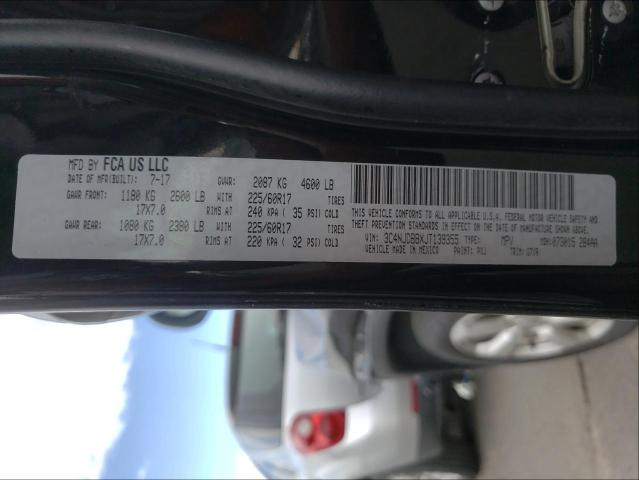 MFD BY FCA US LLC
DATE OF MFR(BUILT): 7-17 GVWR: 2087 KG 4600 LB
GAWR FRONT: 1180 KG 2600 LB WITH 225/60R17 TIRES
17X7.0 RIMS AT 240 KPA ( 35 PSI) COLD
GAWR REAR: 1080 KG 2380 LB WITH 225/60R17 TIRES
17X7.0 RIMS AT 220 KPA ( 32 PSI) COLD
THIS VEHICLE CONFORMS TO ALL APPLICABLE U.S.A. FEDERAL MOTOR VEHICLE SAFETY AND
THEFT PREVENTION STANDARDS IN EFFECT ON THE DATE OF MANUFACTURE SHOWN ABOVE.
VIN: 3C4NJDBBXJT139355 TYPE: MPV MDH: 073015 284AA
VEHICLE MADE IN MEXICO PAINT: PXJ TRIM: